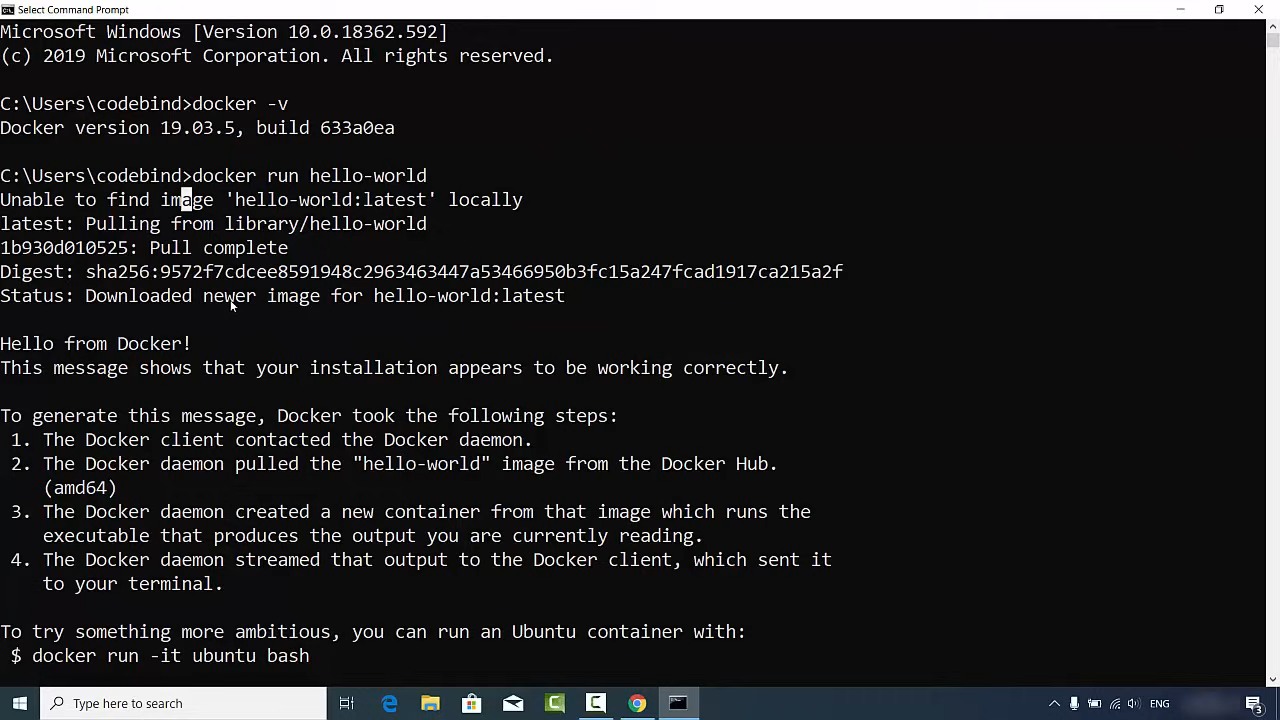 Select Command Prompt
Microsoft Windows [Version 10.0.18362.592]
(c) 2019 Microsoft Corporation. All rights reserved.
C:\Users\codebind>docker -v
Docker version 19.03.5, build 633a0ea
C:\Users\codebind>docker run hello-world
Unable to find image 'hello-world:latest' locally
latest: Pulling from library/hello-world
1b930d010525: Pull complete
Digest: sha256:9572f7cdcee8591948c2963463447a53466950b3fc15a247fcad1917ca215a2f
Status: Downloaded newer image for hello-world:latest
Hello from Docker!
This message shows that your installation appears to be working correctly.
To generate this message, Docker took the following steps:
1. The Docker client contacted the Docker daemon.
2. The Docker daemon pulled the "hello-world" image from the Docker Hub.
(amd64)
3. The Docker daemon created a new container from that image which runs the
executable that produces the output you are currently reading.
4. The Docker daemon streamed that output to the Docker client, which sent it
to your terminal.
To try something more ambitious, you can run an Ubuntu container with:
$ docker run -it ubuntu bash
Type here to search
ENG
3